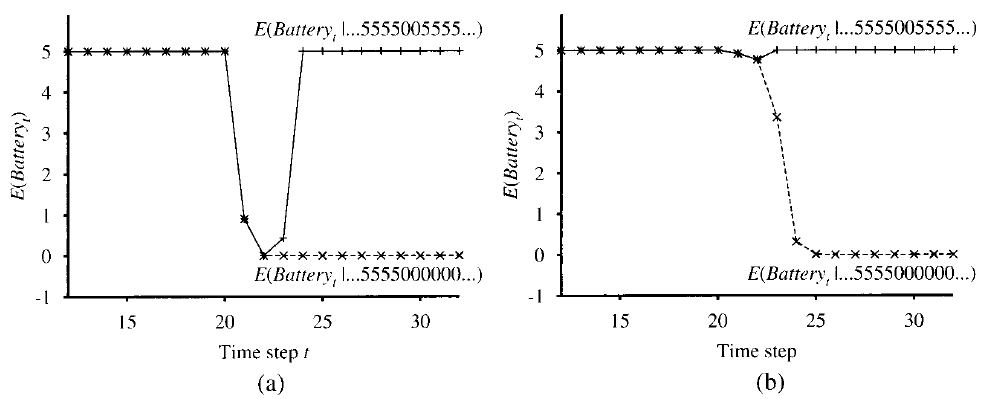 E(Battery_t |...5555005555...)
5
4
3
2
1
0
-1
E(Battery_t)
E(Battery_t |...5555000000...)
15 20 25 30
Time step t
(a)
E(Battery_t |...5555005555...)
5
4
3
2
1
0
-1
E(Battery_t)
E(Battery_t |...5555000000...)
15 20 25 30
Time step
(b)